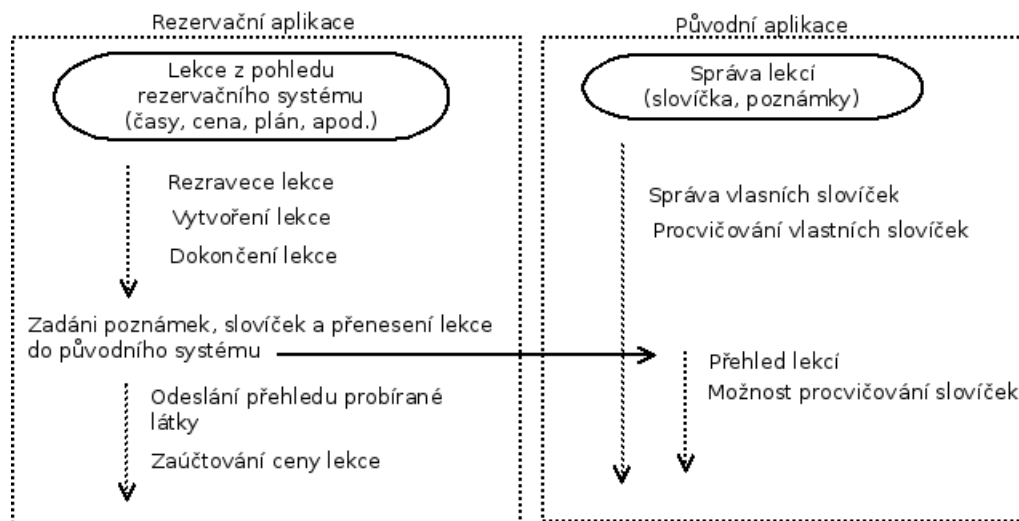 Rezervační aplikace
Lekce z pohledu
rezervačního systému
(časy, cena, plán, apod.)
Rezravece lekce
Vytvoření lekce
Dokončení lekce
Zadáni poznámek, slovíček a přenesení lekce
do původního systému
Odeslání přehledu probírané
látky
Zaúčtování ceny lekce
Původní aplikace
Správa lekcí
(slovíčka, poznámky)
Správa vlasních slovíček
Procvičování vlastních slovíček
Přehled lekcí
Možnost procvičování slovíček